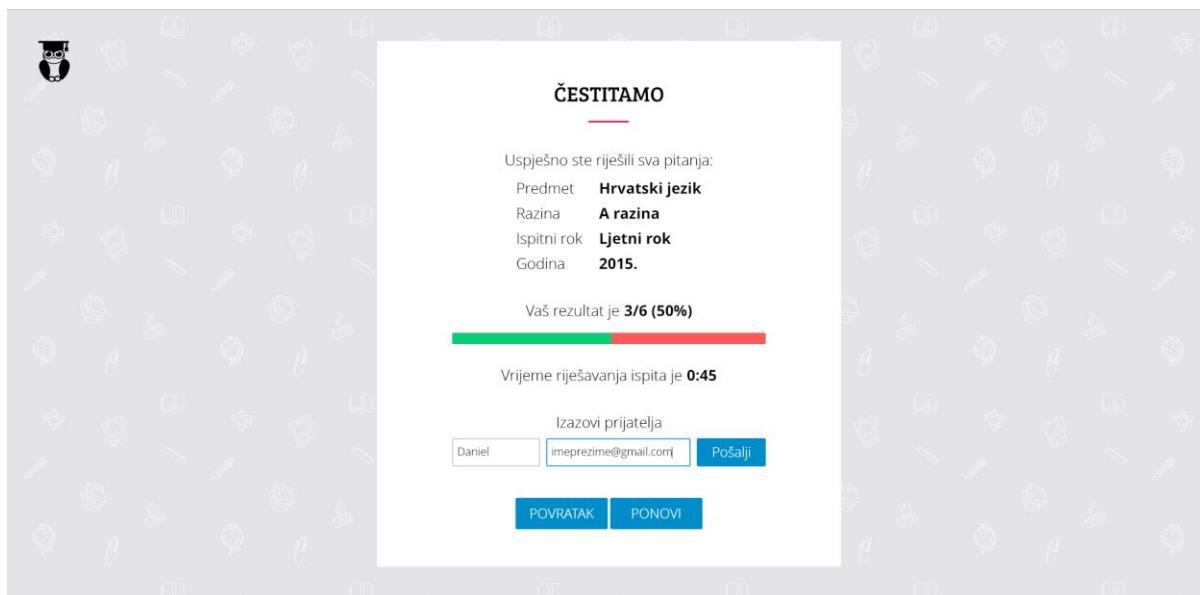 ČESTITAMO
Uspješno ste riješili sva pitanja:
Predmet Hrvatski jezik
Razina A razina
Ispitni rok Ljetni rok
Godina 2015.
Vaš rezultat je 3/6 (50%)
Vrijeme riješavanja ispita je 0:45
Izazovi prijatelja
Daniel imeprezime@gmail.com Pošalji
POVRATAK PONOVI